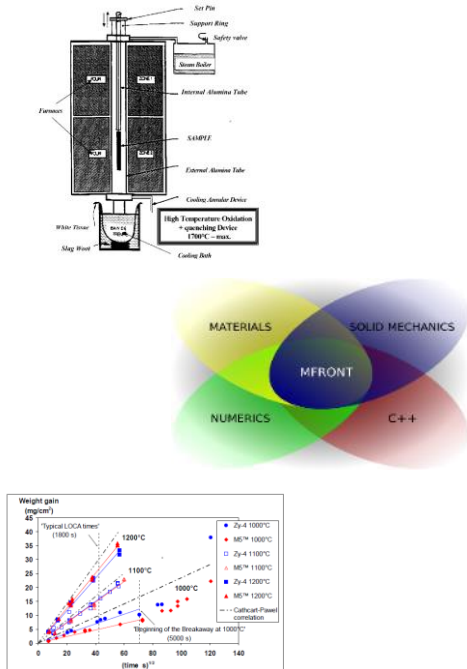 Set Pin
Support Ring
Safety valve
Steam Boiler
Internal Alumina Tube
Furnaces
SAMPLE
External Alumina Tube
Cooling Annular Device
White Tissue
High Temperature Oxidation
+ quenching Device
1700°C – max.
Slag Wool
Cooling Bath
MATERIALS
SOLID MECHANICS
MFRONT
NUMERICS
C++
Weight gain
(mg/cm²)
'Typical LOCA times'
(1800 s)
1200°C
1100°C
1000°C
'Beginning of the Breakaway at 1000°C'
(5000 s)
45
40
35
30
25
20
15
10
5
0
0 20 40 60 80 100 120 140
(time s)⁰·⁵
Zy-4 1000°C
M5™ 1000°C
Zy-4 1100°C
M5™ 1100°C
Zy-4 1200°C
M5™ 1200°C
Cathcart-Pawel
correlation